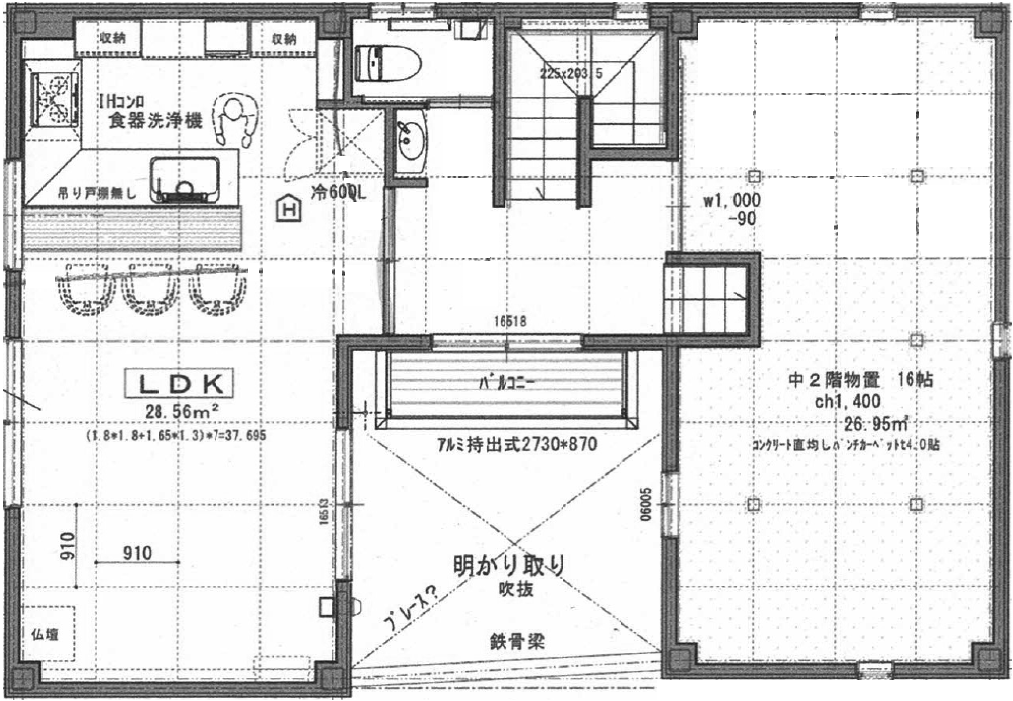 収納
収納
225x203.5
IHコンロ
食器洗浄機
吊り戸棚無し
冷600L
H
w1,000
-90
16518
LDK
28.56m²
(1.8*1.8+1.65*1.3)*7=37.695
バルコニー
アルミ持出式2730*870
中2階物置 16帖
ch1,400
26.95㎡
コンクリート直均しパンチカーペットt4.0貼
16513
06005
910
910
明かり取り
吹抜
ブレース?
鉄骨梁
仏壇